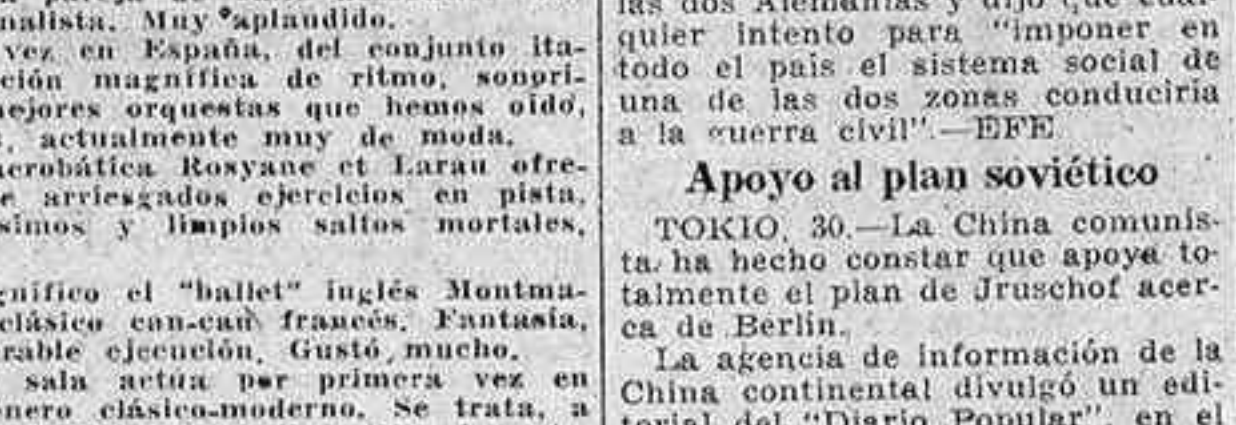 nalista. Muy aplaudido.
vez en España, del conjunto ita-
ción magnífica de ritmo, sonpri-
mejores orquestas que hemos oído,
actualmente muy de moda.
acrobática Rosyane et Larau ofre-
e arriesgados ejercicios en pista,
simos y limpios saltos mortales,
gnífico el "ballet" inglés Montma-
clásico can-can francés. Fantasía,
rable ejecución. Gustó mucho.
sala actúa por primera vez en
énero clásico-moderno. Se trata, a
las dos Alemanias y dijo que cual-
quier intento para "imponer en
todo el pais el sistema social de
una de las dos zonas conduciria
a la guerra civil".—EFE
Apoyo al plan soviético
TOKIO, 30.—La China comunis-
ta ha hecho constar que apoya to-
talmente el plan de Jruschof acer-
ca de Berlín.
La agencia de información de la
China continental divulgó un edi-
torial del "Diario Popular", en el